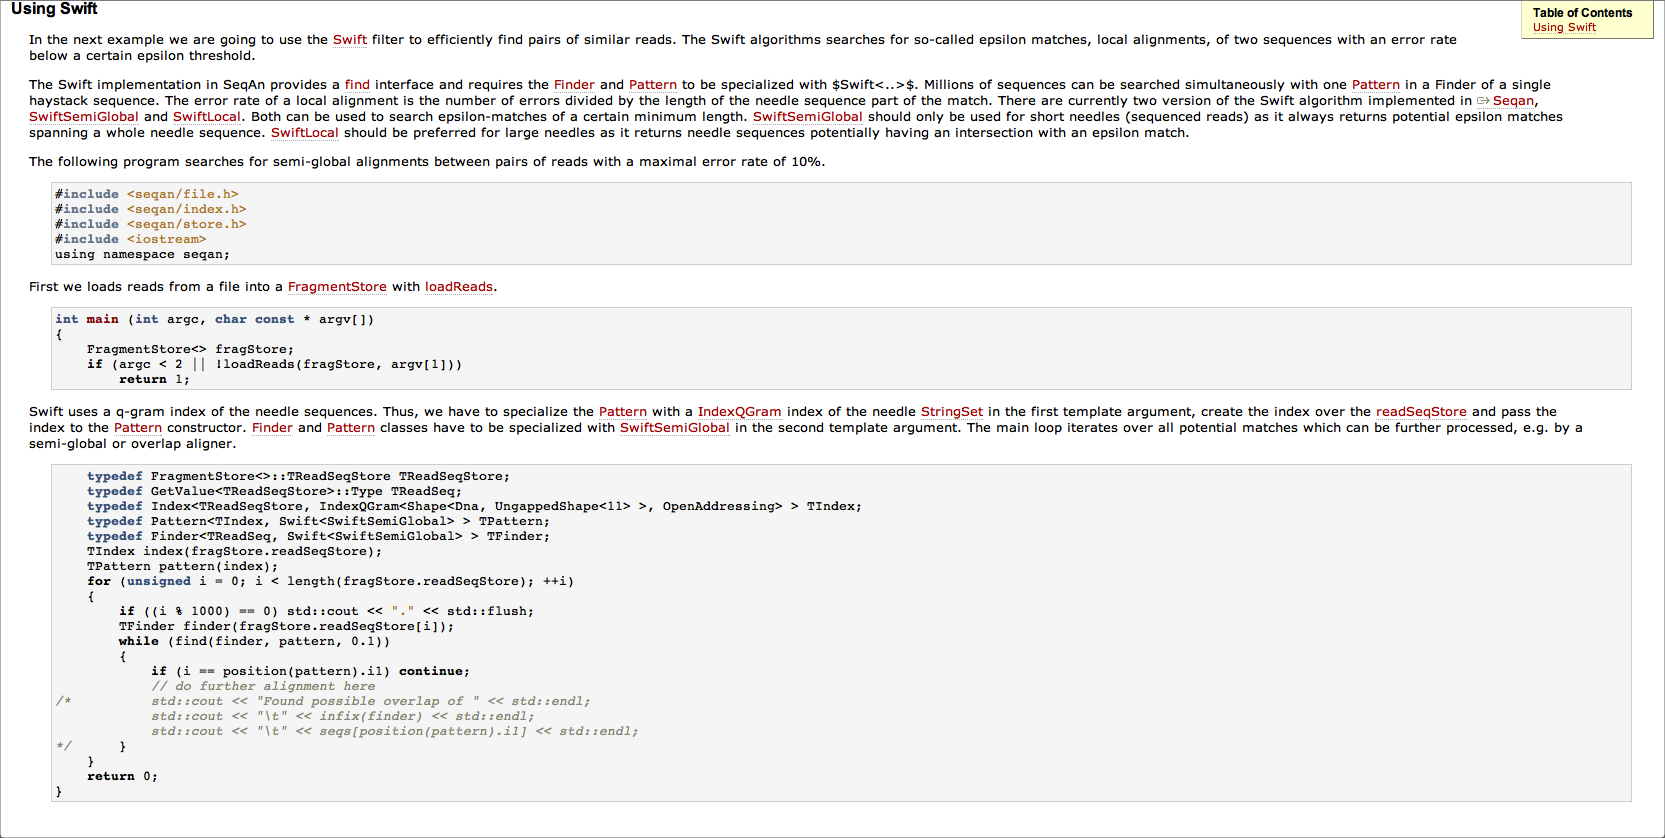 Using Swift
Table of Contents
Using Swift
In the next example we are going to use the Swift filter to efficiently find pairs of similar reads. The Swift algorithms searches for so-called epsilon matches, local alignments, of two sequences with an error rate
below a certain epsilon threshold.
The Swift implementation in SeqAn provides a find interface and requires the Finder and Pattern to be specialized with $Swift<..>$. Millions of sequences can be searched simultaneously with one Pattern in a Finder of a single
haystack sequence. The error rate of a local alignment is the number of errors divided by the length of the needle sequence part of the match. There are currently two version of the Swift algorithm implemented in Seqan,
SwiftSemiGlobal and SwiftLocal. Both can be used to search epsilon-matches of a certain minimum length. SwiftSemiGlobal should only be used for short needles (sequenced reads) as it always returns potential epsilon matches
spanning a whole needle sequence. SwiftLocal should be preferred for large needles as it returns needle sequences potentially having an intersection with an epsilon match.
The following program searches for semi-global alignments between pairs of reads with a maximal error rate of 10%.
#include <seqan/file.h>
#include <seqan/index.h>
#include <seqan/store.h>
#include <iostream>
using namespace seqan;
First we loads reads from a file into a FragmentStore with loadReads.
int main (int argc, char const * argv[])
{
    FragmentStore<> fragStore;
    if (argc < 2 || !loadReads(fragStore, argv[1]))
        return 1;
Swift uses a q-gram index of the needle sequences. Thus, we have to specialize the Pattern with a IndexQGram index of the needle StringSet in the first template argument, create the index over the readSeqStore and pass the
index to the Pattern constructor. Finder and Pattern classes have to be specialized with SwiftSemiGlobal in the second template argument. The main loop iterates over all potential matches which can be further processed, e.g. by a
semi-global or overlap aligner.
    typedef FragmentStore<>::TReadSeqStore TReadSeqStore;
    typedef GetValue<TReadSeqStore>::Type TReadSeq;
    typedef Index<TReadSeqStore, IndexQGram<Shape<Dna, UngappedShape<11> >, OpenAddressing> > TIndex;
    typedef Pattern<TIndex, Swift<SwiftSemiGlobal> > TPattern;
    typedef Finder<TReadSeq, Swift<SwiftSemiGlobal> > TFinder;
    TIndex index(fragStore.readSeqStore);
    TPattern pattern(index);
    for (unsigned i = 0; i < length(fragStore.readSeqStore); ++i)
    {
        if ((i % 1000) == 0) std::cout << "." << std::flush;
        TFinder finder(fragStore.readSeqStore[i]);
        while (find(finder, pattern, 0.1))
        {
            if (i == position(pattern).i1) continue;
            // do further alignment here
/*          std::cout << "Found possible overlap of " << std::endl;
            std::cout << "\t" << infix(finder) << std::endl;
            std::cout << "\t" << seqs[position(pattern).i1] << std::endl;
*/      }
    }
    return 0;
}